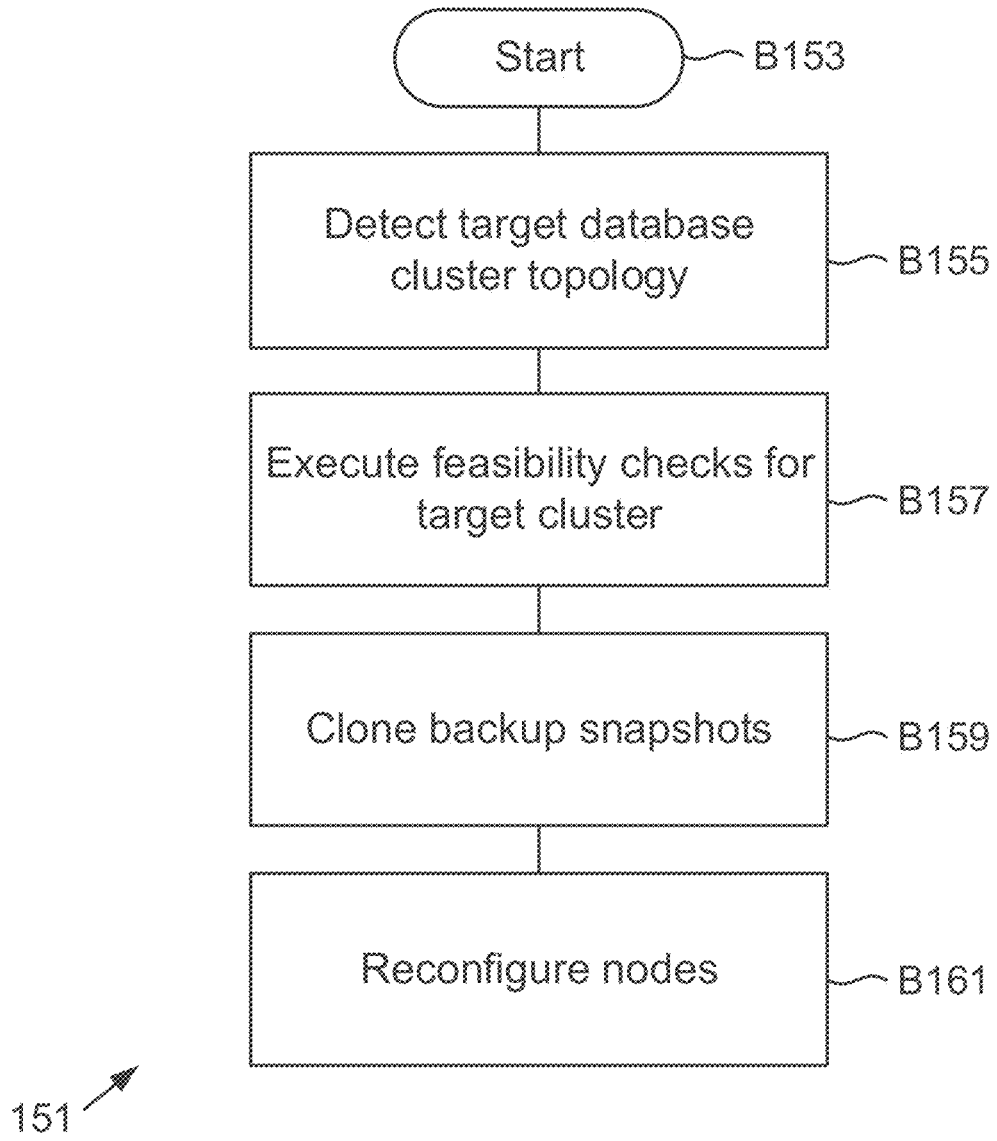 Start
B153
Detect target database
cluster topology
B155
Execute feasibility checks for
target cluster
B157
Clone backup snapshots
B159
Reconfigure nodes
B161
151